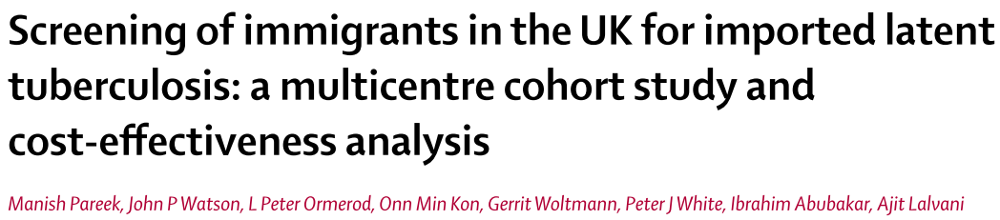 Screening of immigrants in the UK for imported latent
tuberculosis: a multicentre cohort study and
cost-effectiveness analysis
Manish Pareek, John P Watson, L Peter Ormerod, Onn Min Kon, Gerrit Woltmann, Peter J White, Ibrahim Abubakar, Ajit Lalvani